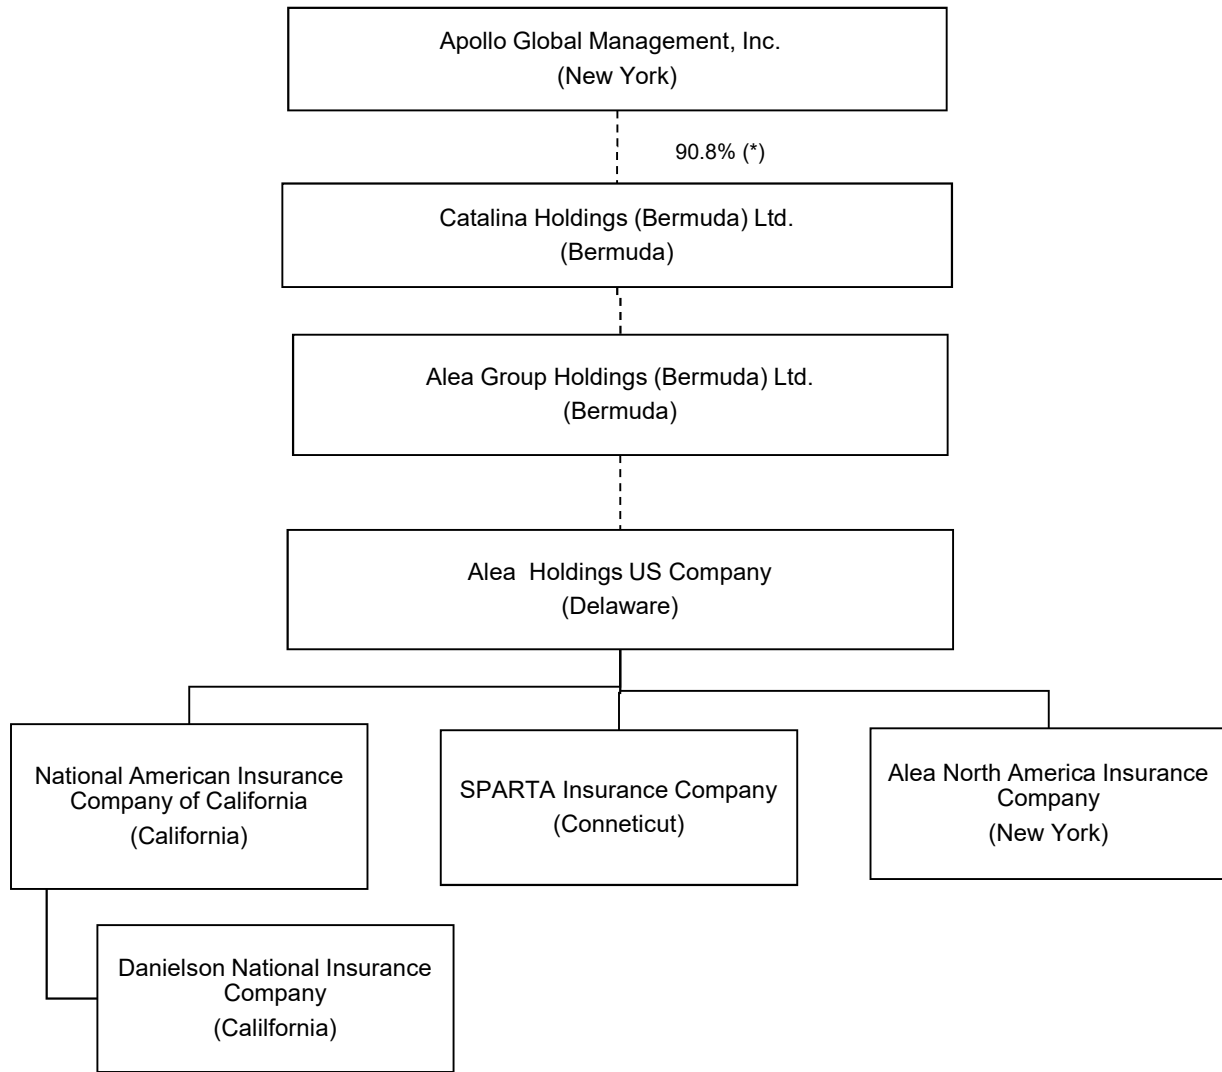 Apollo Global Management, Inc.
(New York)
90.8% (*)
Catalina Holdings (Bermuda) Ltd.
(Bermuda)
Alea Group Holdings (Bermuda) Ltd.
(Bermuda)
Alea  Holdings US Company
(Delaware)
National American Insurance
Company of California
(California)
SPARTA Insurance Company
(Conneticut)
Alea North America Insurance
Company
(New York)
Danielson National Insurance
Company
(Calilfornia)